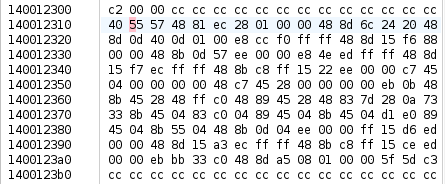 140012300 c2 00 00 cc cc cc cc cc cc cc cc cc cc cc cc cc
140012310 40 55 57 48 81 ec 28 01 00 00 48 8d 6c 24 20 48
140012320 8d 0d 40 0d 01 00 e8 cc f0 ff ff 48 8d 15 f6 88
140012330 00 00 48 8b 0d 57 ee 00 00 e8 4e ed ff ff 48 8d
140012340 15 f7 ec ff ff 48 8b c8 ff 15 22 ee 00 00 c7 45
140012350 04 00 00 00 00 48 c7 45 28 00 00 00 00 eb 0b 48
140012360 8b 45 28 48 ff c0 48 89 45 28 48 83 7d 28 0a 73
140012370 33 8b 45 04 83 c0 04 89 45 04 8b 45 04 d1 e0 89
140012380 45 04 8b 55 04 48 8b 0d 04 ee 00 00 ff 15 d6 ed
140012390 00 00 48 8d 15 a3 ec ff ff 48 8b c8 ff 15 ce ed
1400123a0 00 00 eb bb 33 c0 48 8d a5 08 01 00 00 5f 5d c3
1400123b0 cc cc cc cc cc cc cc cc cc cc cc cc cc cc cc cc